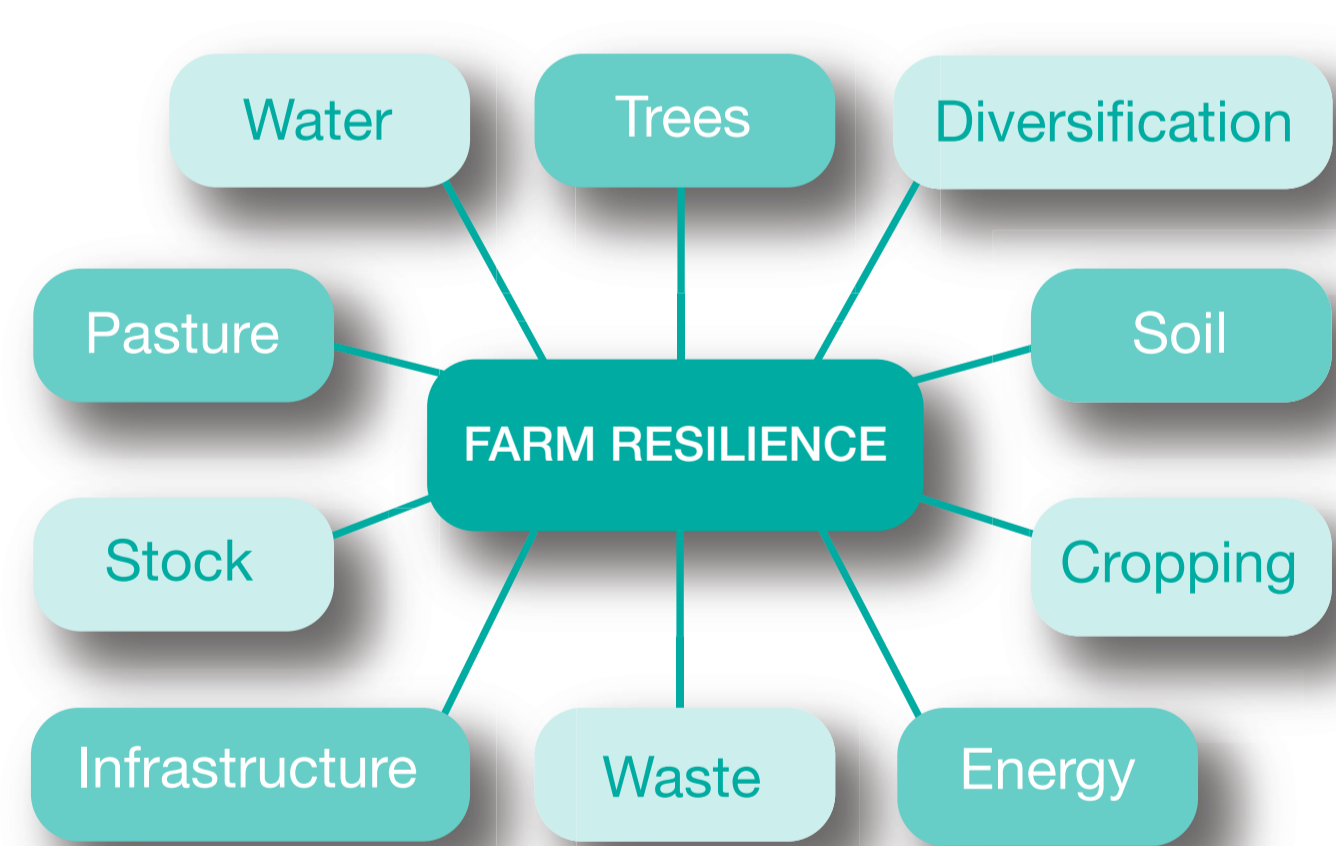 Water
Trees
Diversification
Pasture
Soil
FARM RESILIENCE
Stock
Cropping
Infrastructure
Waste
Energy